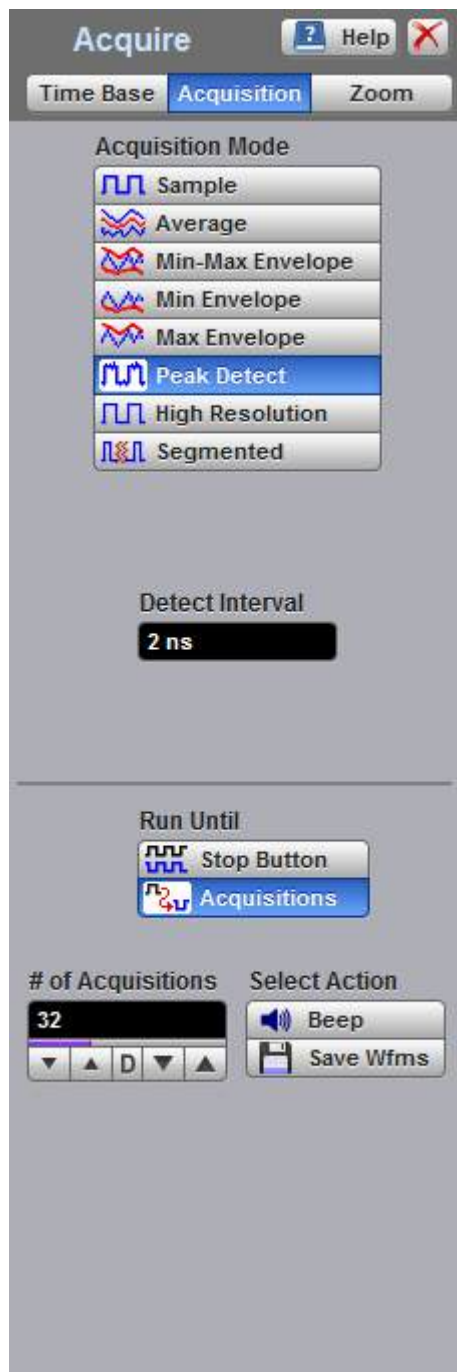 Acquire ? Help
Time Base Acquisition Zoom
Acquisition Mode
Sample
Average
Min-Max Envelope
Min Envelope
Max Envelope
Peak Detect
High Resolution
Segmented
Detect Interval
2 ns
Run Until
Stop Button
Acquisitions
# of Acquisitions Select Action
32 Beep
D Save Wfms